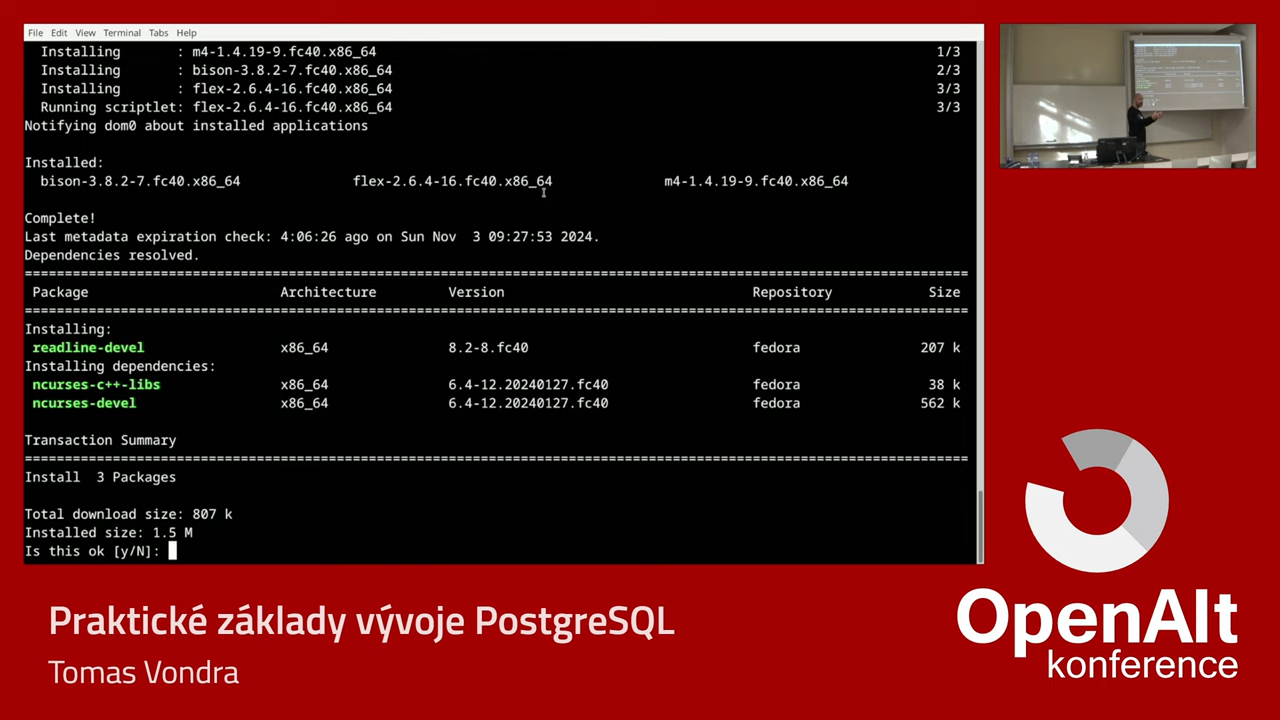 File Edit View Terminal Tabs Help
Installing : m4-1.4.19-9.fc40.x86_64 1/3
Installing : bison-3.8.2-7.fc40.x86_64 2/3
Installing : flex-2.6.4-16.fc40.x86_64 3/3
Running scriptlet: flex-2.6.4-16.fc40.x86_64 3/3
Notifying dom0 about installed applications
Installed:
bison-3.8.2-7.fc40.x86_64 flex-2.6.4-16.fc40.x86_64 m4-1.4.19-9.fc40.x86_64
Complete!
Last metadata expiration check: 4:06:26 ago on Sun Nov 3 09:27:53 2024.
Dependencies resolved.
================================================================================
Package Architecture Version Repository Size
================================================================================
Installing:
readline-devel x86_64 8.2-8.fc40 fedora 207 k
Installing dependencies:
ncurses-c++-libs x86_64 6.4-12.20240127.fc40 fedora 38 k
ncurses-devel x86_64 6.4-12.20240127.fc40 fedora 562 k
Transaction Summary
================================================================================
Install 3 Packages
Total download size: 807 k
Installed size: 1.5 M
Is this ok [y/N]:
Praktické základy vývoje PostgreSQL
Tomas Vondra
OpenAlt
konference